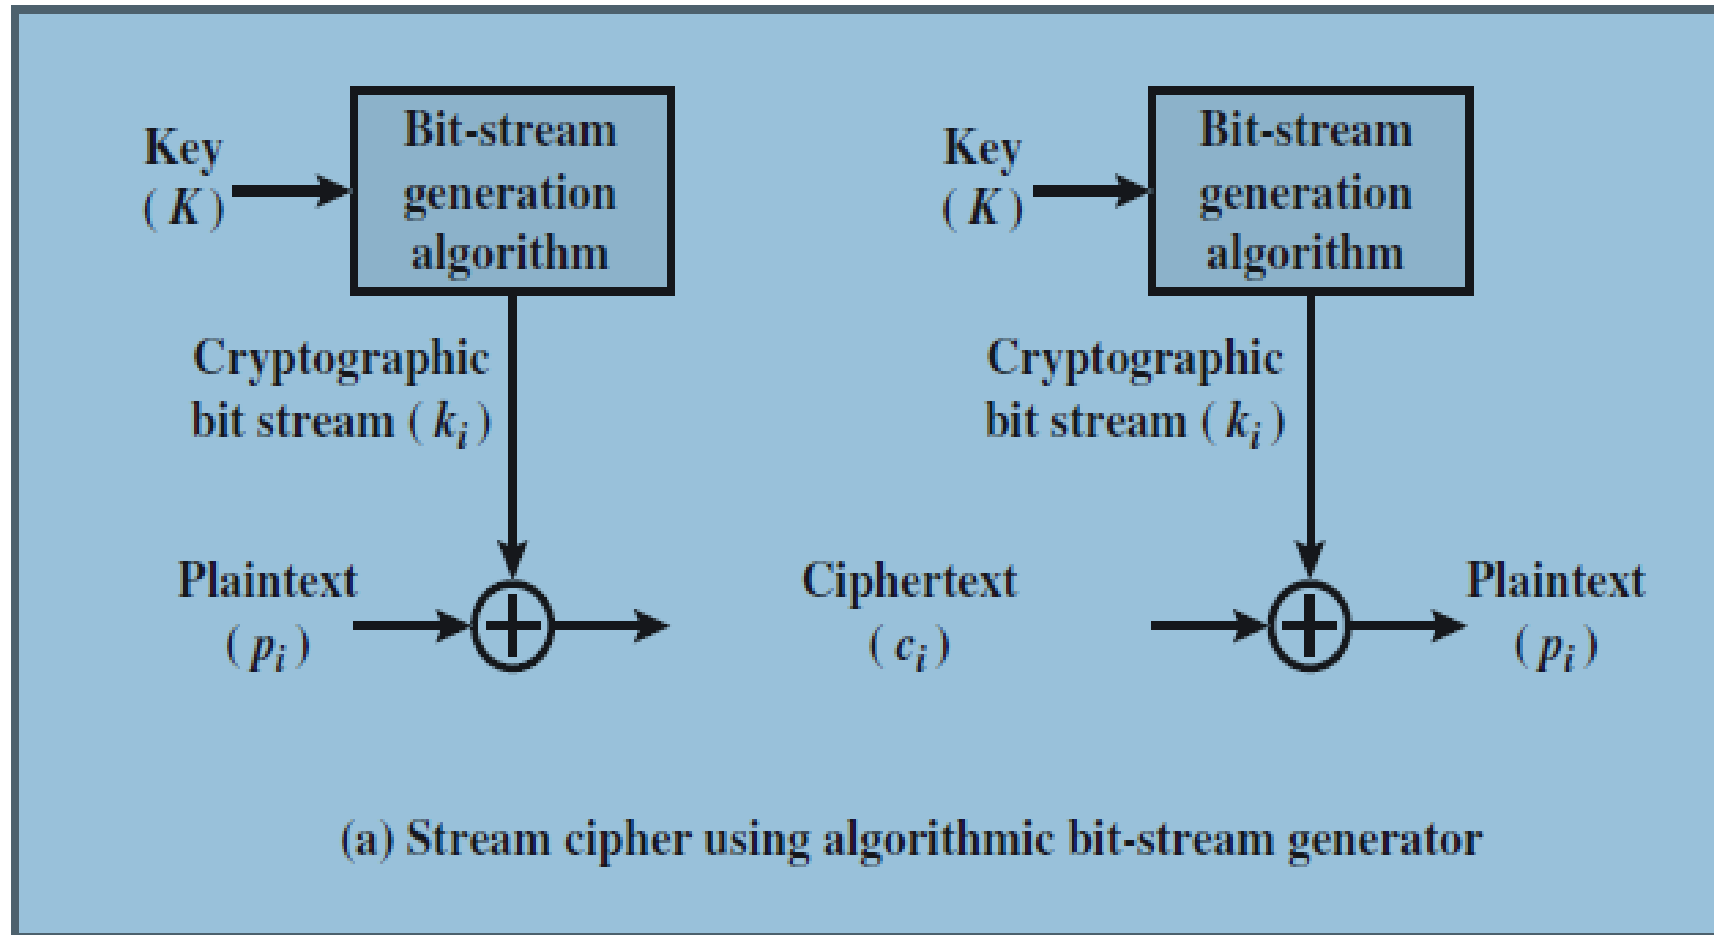 Key
( K )
Bit-stream
generation
algorithm
Cryptographic
bit stream ( kᵢ )
Plaintext
( pᵢ )
Key
( K )
Bit-stream
generation
algorithm
Cryptographic
bit stream ( kᵢ )
Ciphertext
( cᵢ )
Plaintext
( pᵢ )
(a) Stream cipher using algorithmic bit-stream generator